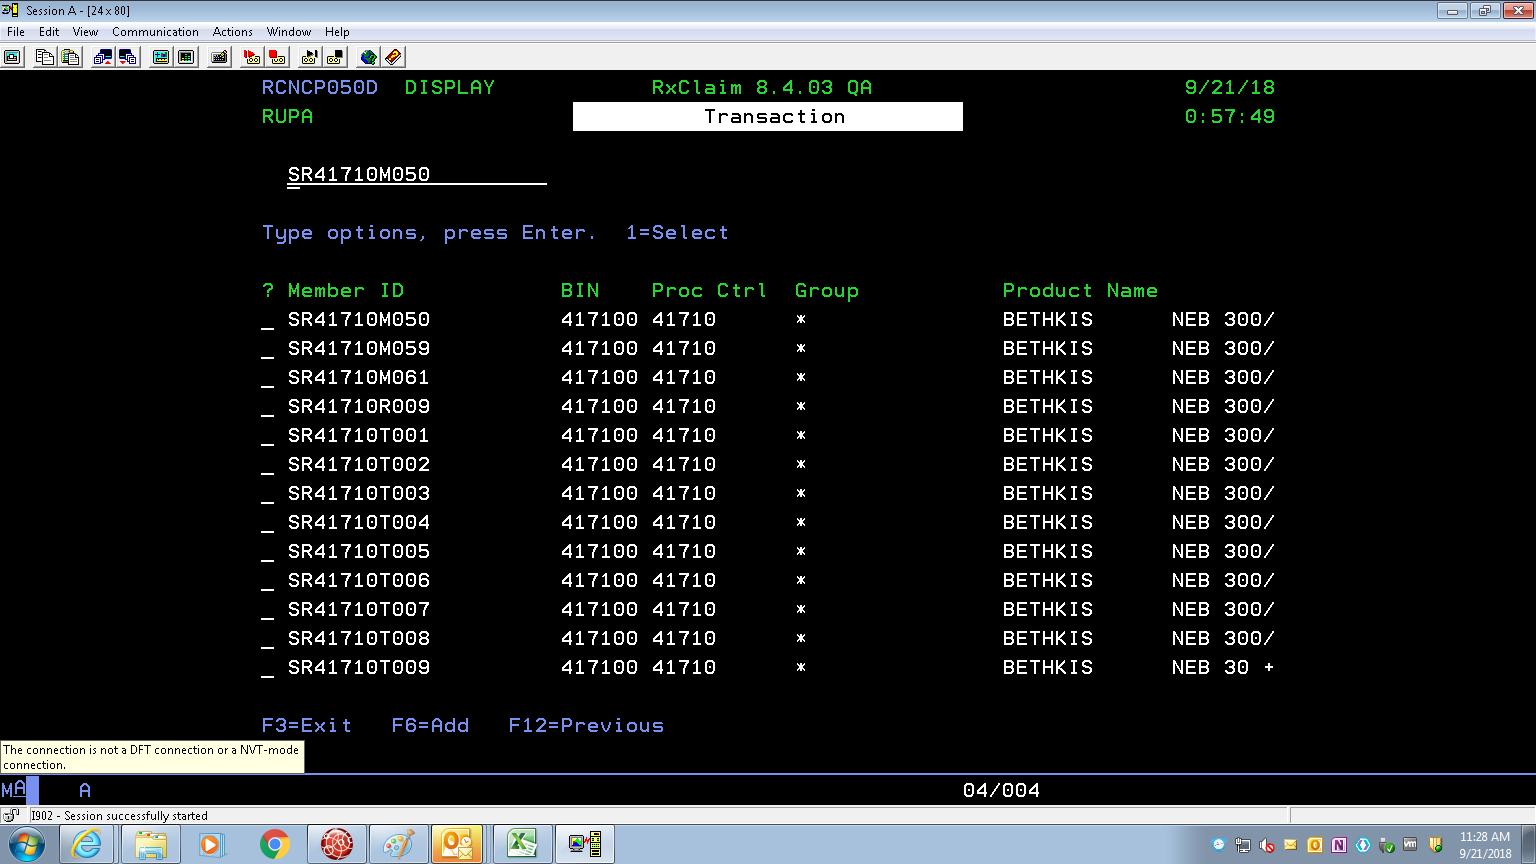 Session A - [24 x 80]
File Edit View Communication Actions Window Help
RCNCP050D DISPLAY RxClaim 8.4.03 QA 9/21/18
RUPA Transaction 0:57:49
SR41710M050
Type options, press Enter. 1=Select
? Member ID BIN Proc Ctrl Group Product Name
_ SR41710M050 417100 41710 * BETHKIS NEB 300/
_ SR41710M059 417100 41710 * BETHKIS NEB 300/
_ SR41710M061 417100 41710 * BETHKIS NEB 300/
_ SR41710R009 417100 41710 * BETHKIS NEB 300/
_ SR41710T001 417100 41710 * BETHKIS NEB 300/
_ SR41710T002 417100 41710 * BETHKIS NEB 300/
_ SR41710T003 417100 41710 * BETHKIS NEB 300/
_ SR41710T004 417100 41710 * BETHKIS NEB 300/
_ SR41710T005 417100 41710 * BETHKIS NEB 300/
_ SR41710T006 417100 41710 * BETHKIS NEB 300/
_ SR41710T007 417100 41710 * BETHKIS NEB 300/
_ SR41710T008 417100 41710 * BETHKIS NEB 300/
_ SR41710T009 417100 41710 * BETHKIS NEB 30 +
F3=Exit F6=Add F12=Previous
The connection is not a DFT connection or a NVT-mode
connection.
MA A 04/004
I902 - Session successfully started
11:28 AM
9/21/2018